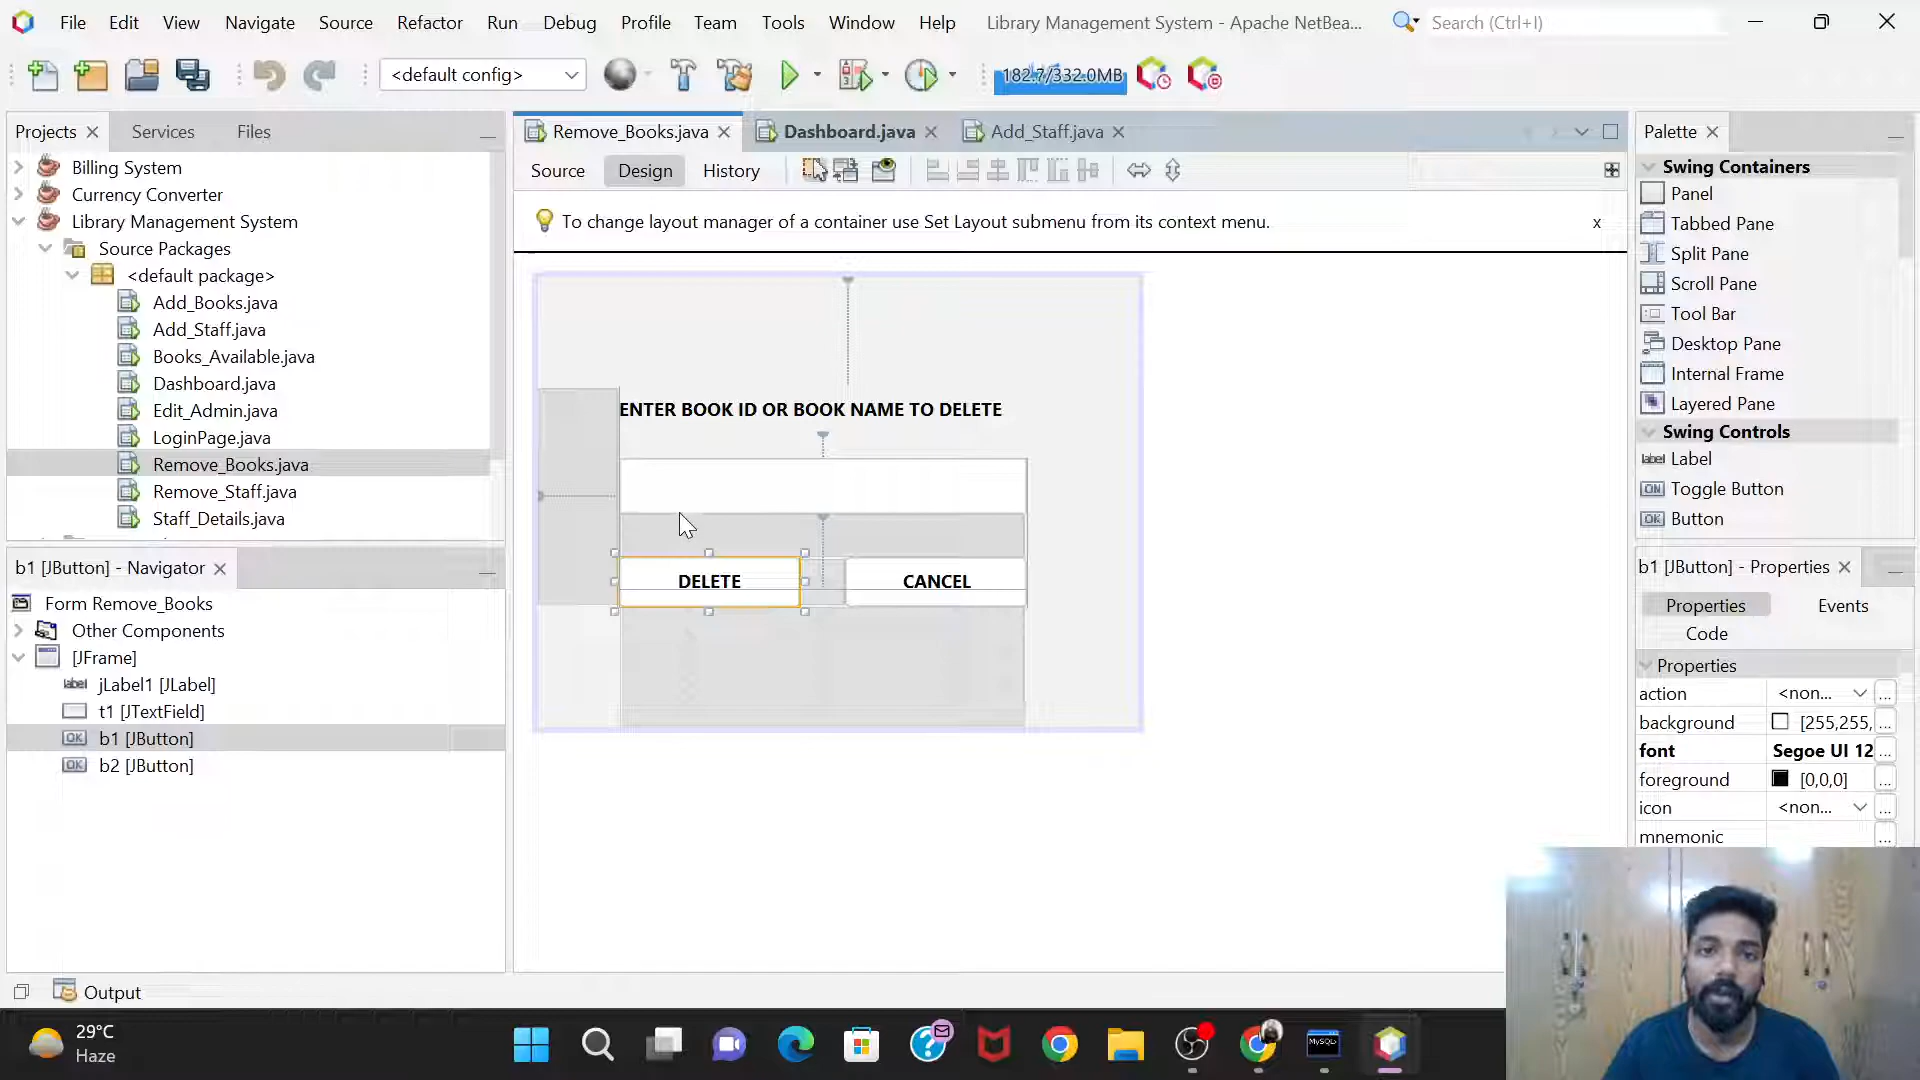 File Edit View Navigate Source Refactor Run Debug Profile Team Tools Window Help Library Management System - Apache NetBea... Search (Ctrl+I)
<default config> 182.7/332.0MB
Projects Services Files
Billing System
Currency Converter
Library Management System
Source Packages
<default package>
Add_Books.java
Add_Staff.java
Books_Available.java
Dashboard.java
Edit_Admin.java
LoginPage.java
Remove_Books.java
Remove_Staff.java
Staff_Details.java
b1 [JButton] - Navigator
Form Remove_Books
Other Components
[JFrame]
label jLabel1 [JLabel]
t1 [JTextField]
OK b1 [JButton]
OK b2 [JButton]
Output
Remove_Books.java Dashboard.java Add_Staff.java
Source Design History
To change layout manager of a container use Set Layout submenu from its context menu. x
ENTER BOOK ID OR BOOK NAME TO DELETE
DELETE CANCEL
Palette
Swing Containers
Panel
Tabbed Pane
Split Pane
Scroll Pane
Tool Bar
Desktop Pane
Internal Frame
Layered Pane
Swing Controls
label Label
ON Toggle Button
OK Button
b1 [JButton] - Properties
Properties Events
Code
Properties
action <non... ...
background [255,255, ...
font Segoe UI 12 ...
foreground [0,0,0] ...
icon <non... ...
mnemonic ...
29°C
Haze
MySQL